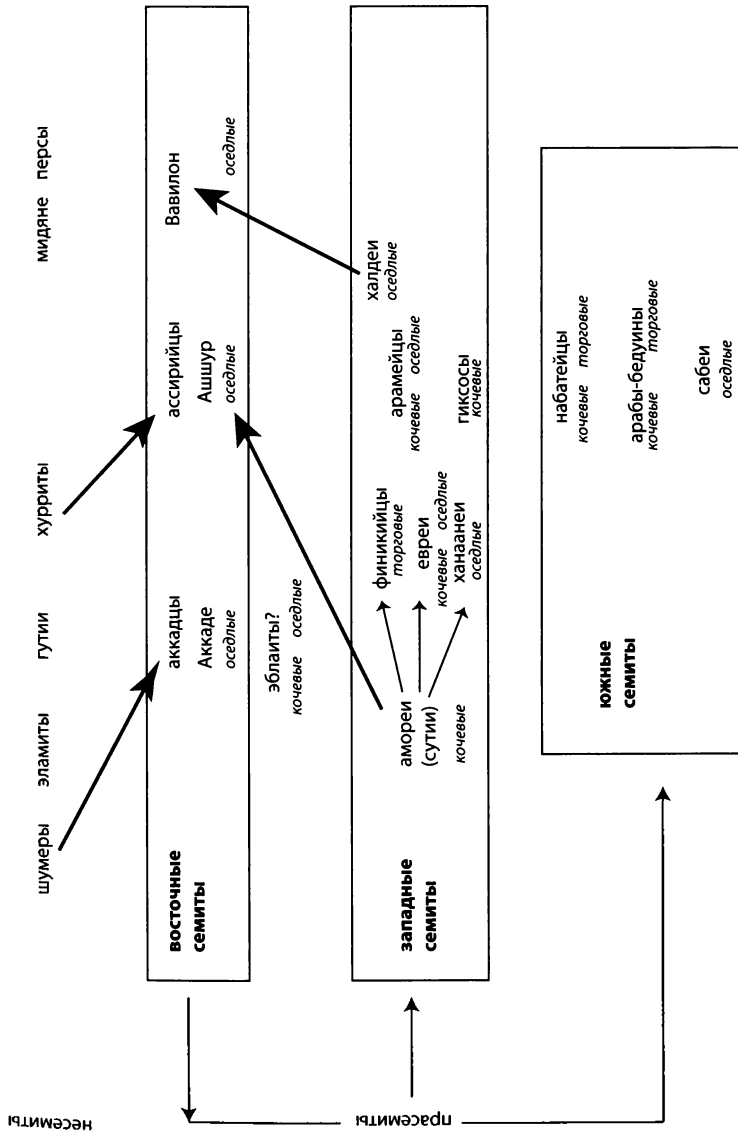 несемиты
шумеры эламиты гутии хурриты мидяне персы
прасемиты
восточные
семиты
аккадцы
Аккаде
оседлые
ассирийцы
Ашшур
оседлые
Вавилон
оседлые
эблаиты?
кочевые оседлые
западные
семиты
амореи
(сутии)
кочевые
финикийцы
торговые
евреи
кочевые оседлые
ханаанеи
оседлые
арамейцы
кочевые оседлые
гиксосы
кочевые
халдеи
оседлые
южные
семиты
набатейцы
кочевые торговые
арабы-бедуины
кочевые торговые
сабеи
оседлые